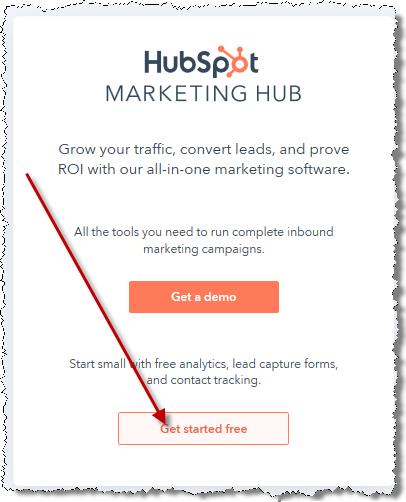 HubSpot
MARKETING HUB
Grow your traffic, convert leads, and prove
ROI with our all-in-one marketing software.
All the tools you need to run complete inbound
marketing campaigns.
Get a demo
Start small with free analytics, lead capture forms,
and contact tracking.
Get started free